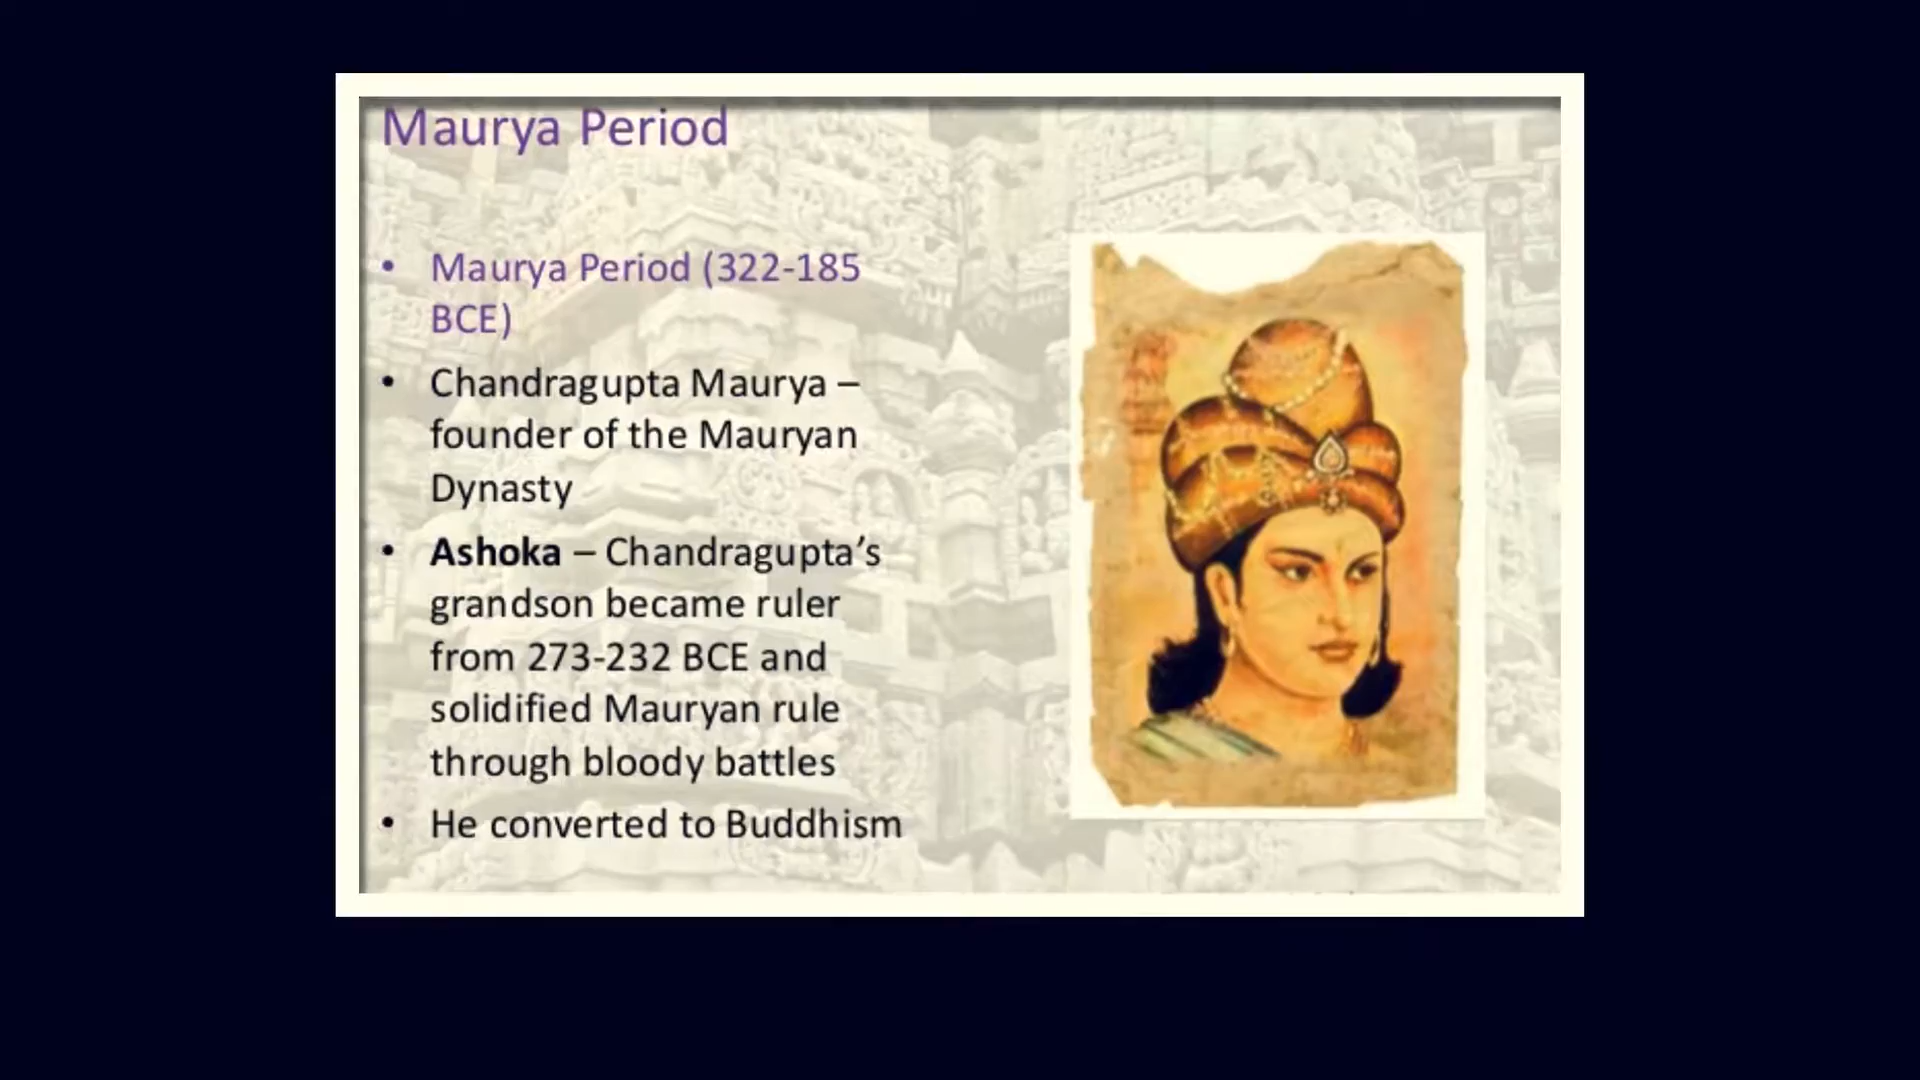 Maurya Period
• Maurya Period (322-185
BCE)
• Chandragupta Maurya –
founder of the Mauryan
Dynasty
• Ashoka – Chandragupta’s
grandson became ruler
from 273-232 BCE and
solidified Mauryan rule
through bloody battles
• He converted to Buddhism